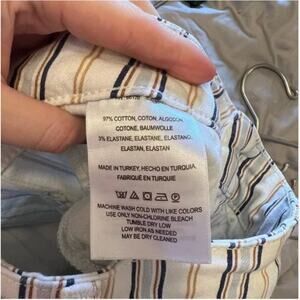 97% COTTON, COTON, ALGODON
COTONE, BAUMWOLLE
3% ELASTANE, ELASTANE, ELASTANO,
ELASTAN, ELASTAN
MADE IN TURKEY, HECHO EN TURQUIA,
FABRIQUÉ EN TURQUIE
MACHINE WASH COLD WITH LIKE COLORS
USE ONLY NON-CHLORINE BLEACH
TUMBLE DRY LOW
LOW IRON AS NEEDED
MAY BE DRY CLEANED